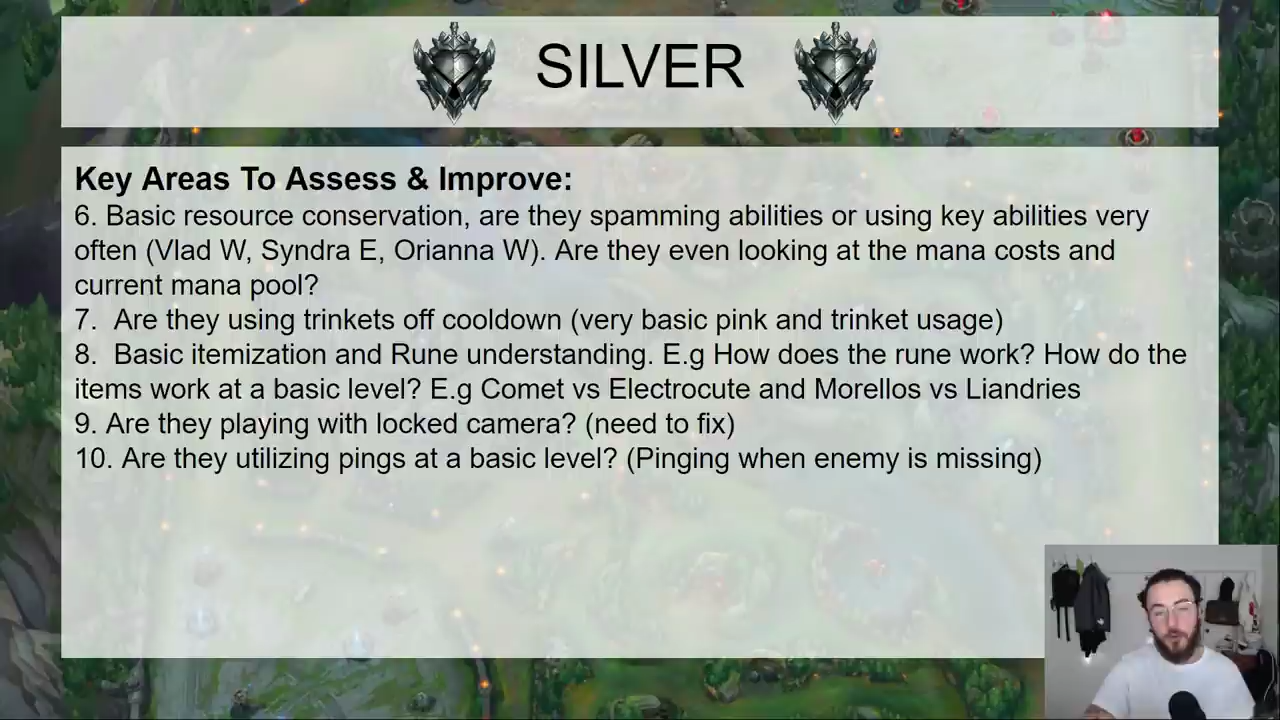 SILVER
Key Areas To Assess & Improve:
6. Basic resource conservation, are they spamming abilities or using key abilities very
often (Vlad W, Syndra E, Orianna W). Are they even looking at the mana costs and
current mana pool?
7.  Are they using trinkets off cooldown (very basic pink and trinket usage)
8.  Basic itemization and Rune understanding. E.g How does the rune work? How do the
items work at a basic level? E.g Comet vs Electrocute and Morellos vs Liandries
9. Are they playing with locked camera? (need to fix)
10. Are they utilizing pings at a basic level? (Pinging when enemy is missing)